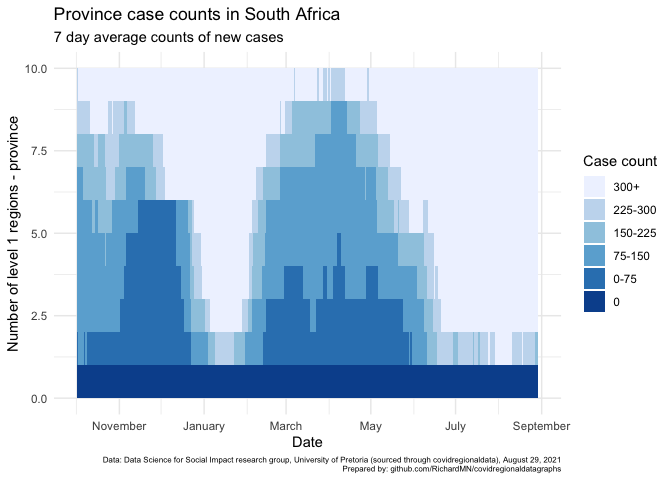 Province case counts in South Africa
7 day average counts of new cases
10.0
7.5
5.0
2.5
0.0
Number of level 1 regions - province
November January March May July September
Date
Case count
300+
225-300
150-225
75-150
0-75
0
Data: Data Science for Social Impact research group, University of Pretoria (sourced through covidregionaldata), August 29, 2021
Prepared by: github.com/RichardMN/covidregionaldatagraphs